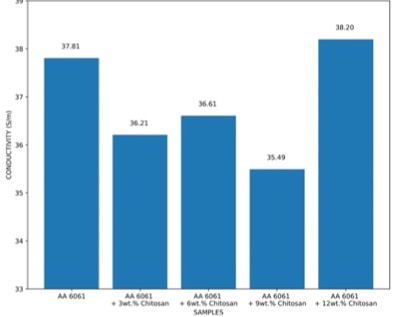 39
38
37
36
35
34
33
CONDUCTIVITY (S/m)
37.81
36.21
36.61
35.49
38.20
AA 6061
AA 6061
+ 3wt.% Chitosan
AA 6061
+ 6wt.% Chitosan
AA 6061
+ 9wt.% Chitosan
AA 6061
+ 12wt.% Chitosan
SAMPLES